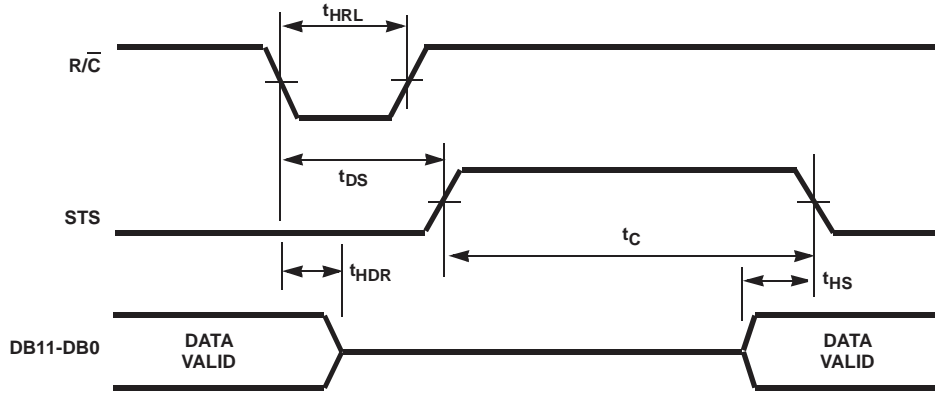 tHRL
R/C̅
tDS
STS
tC
tHDR
tHS
DB11-DB0
DATA
VALID
DATA
VALID